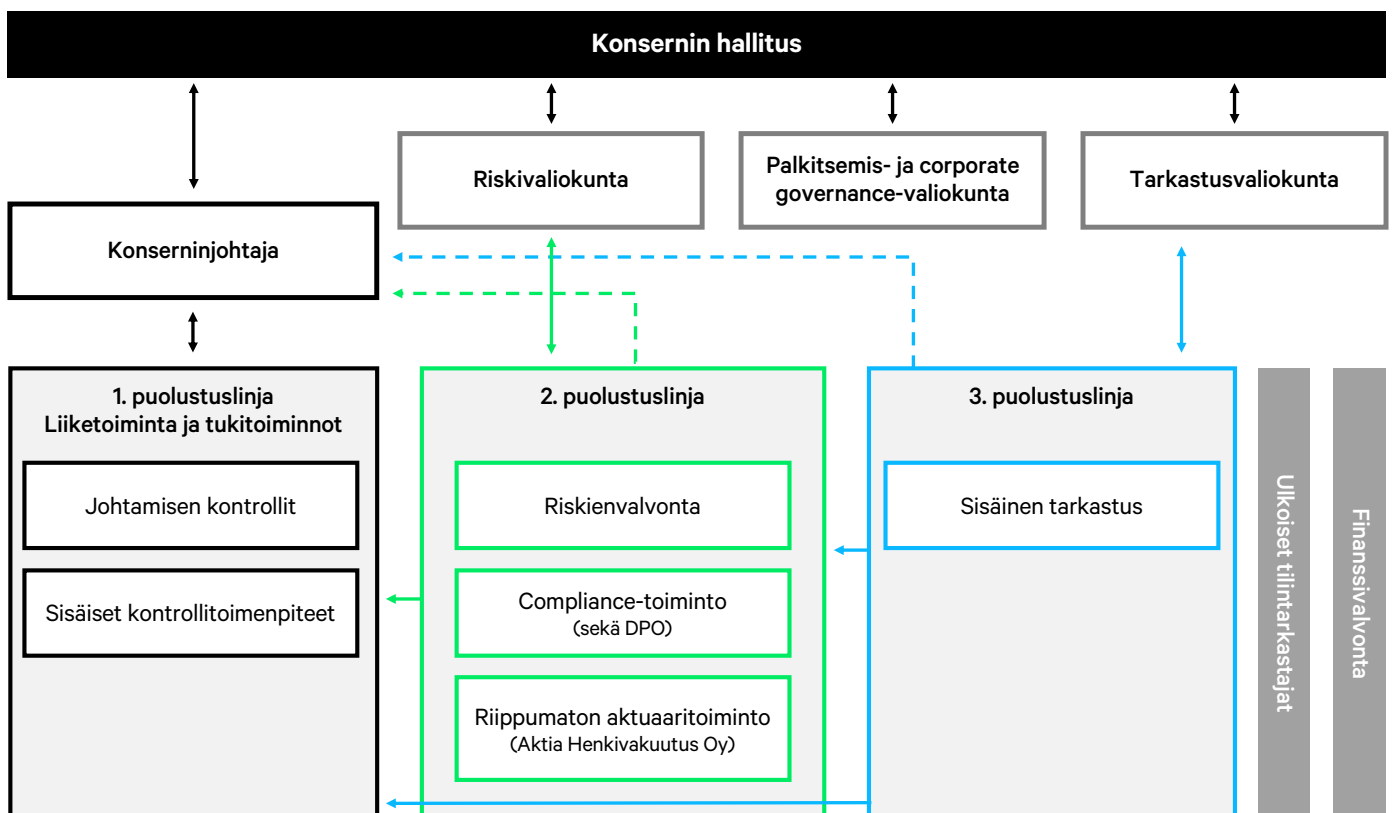 Konsernin hallitus
Riskivaliokunta
Palkitsemis- ja corporate
governance-valiokunta
Tarkastusvaliokunta
Konserninjohtaja
1. puolustuslinja
Liiketoiminta ja tukitoiminnot
Johtamisen kontrollit
Sisäiset kontrollitoimenpiteet
2. puolustuslinja
Riskienvalvonta
Compliance-toiminto
(sekä DPO)
Riippumaton aktuaaritoiminto
(Aktia Henkivakuutus Oy)
3. puolustuslinja
Sisäinen tarkastus
Ulkoiset tilintarkastajat
Finanssivalvonta